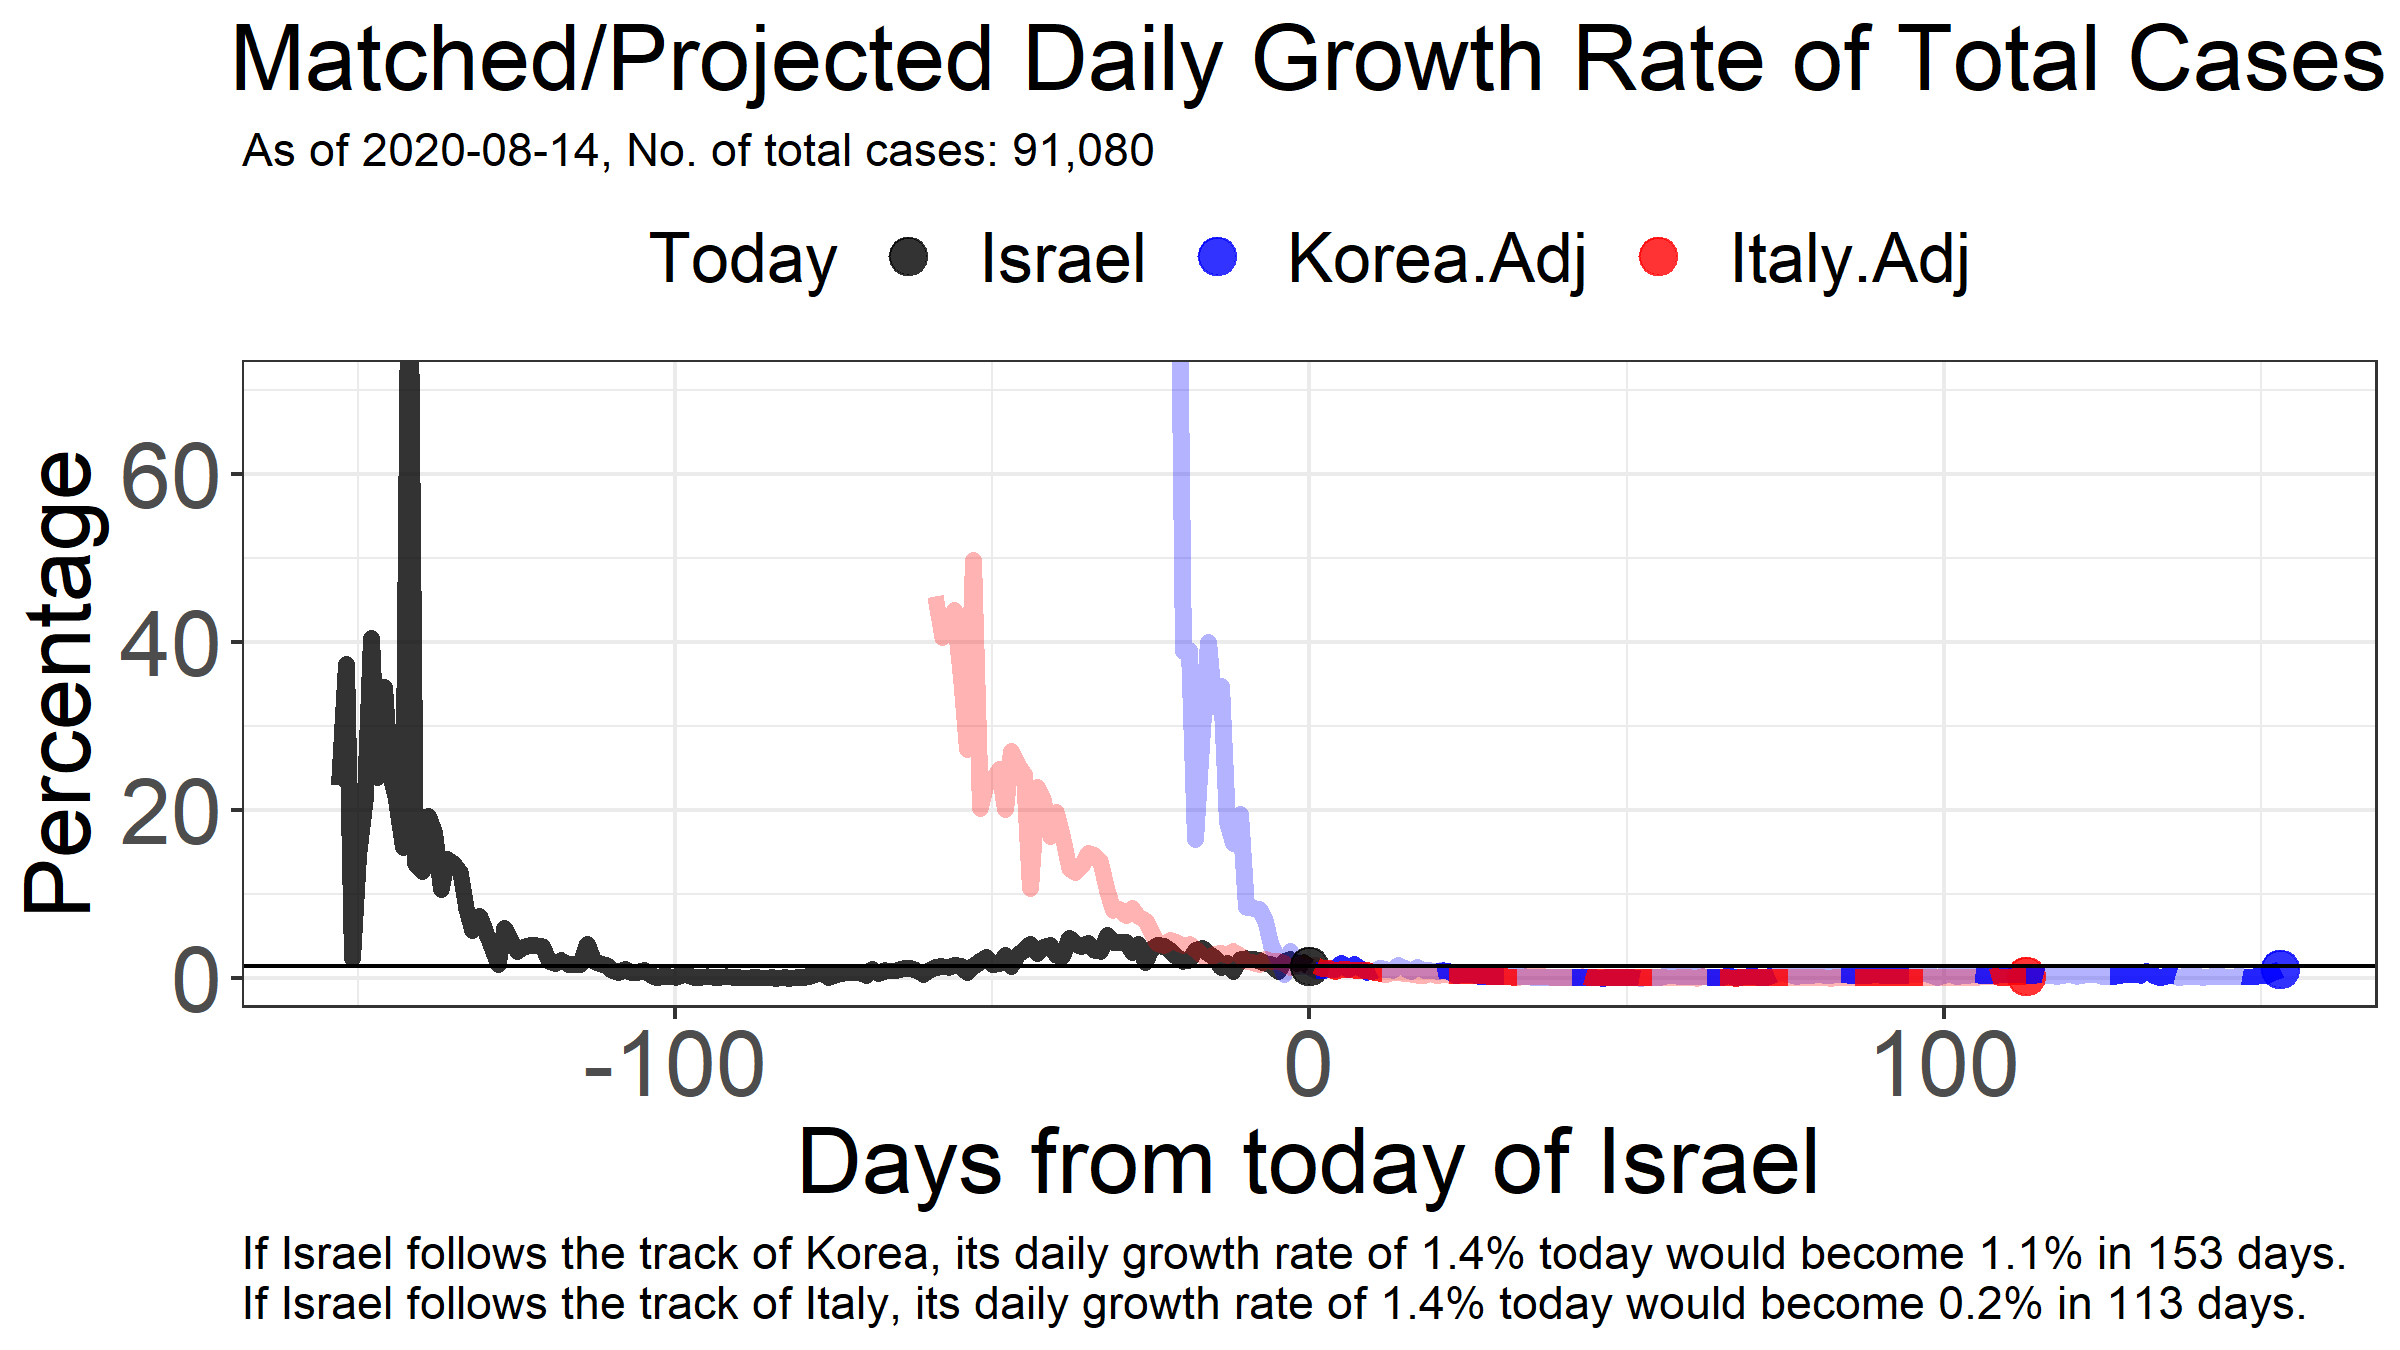 Matched/Projected Daily Growth Rate of Total Cases
As of 2020-08-14, No. of total cases: 91,080
Today Israel Korea.Adj Italy.Adj
Percentage
60
40
20
0
-100 0 100
Days from today of Israel
If Israel follows the track of Korea, its daily growth rate of 1.4% today would become 1.1% in 153 days.
If Israel follows the track of Italy, its daily growth rate of 1.4% today would become 0.2% in 113 days.